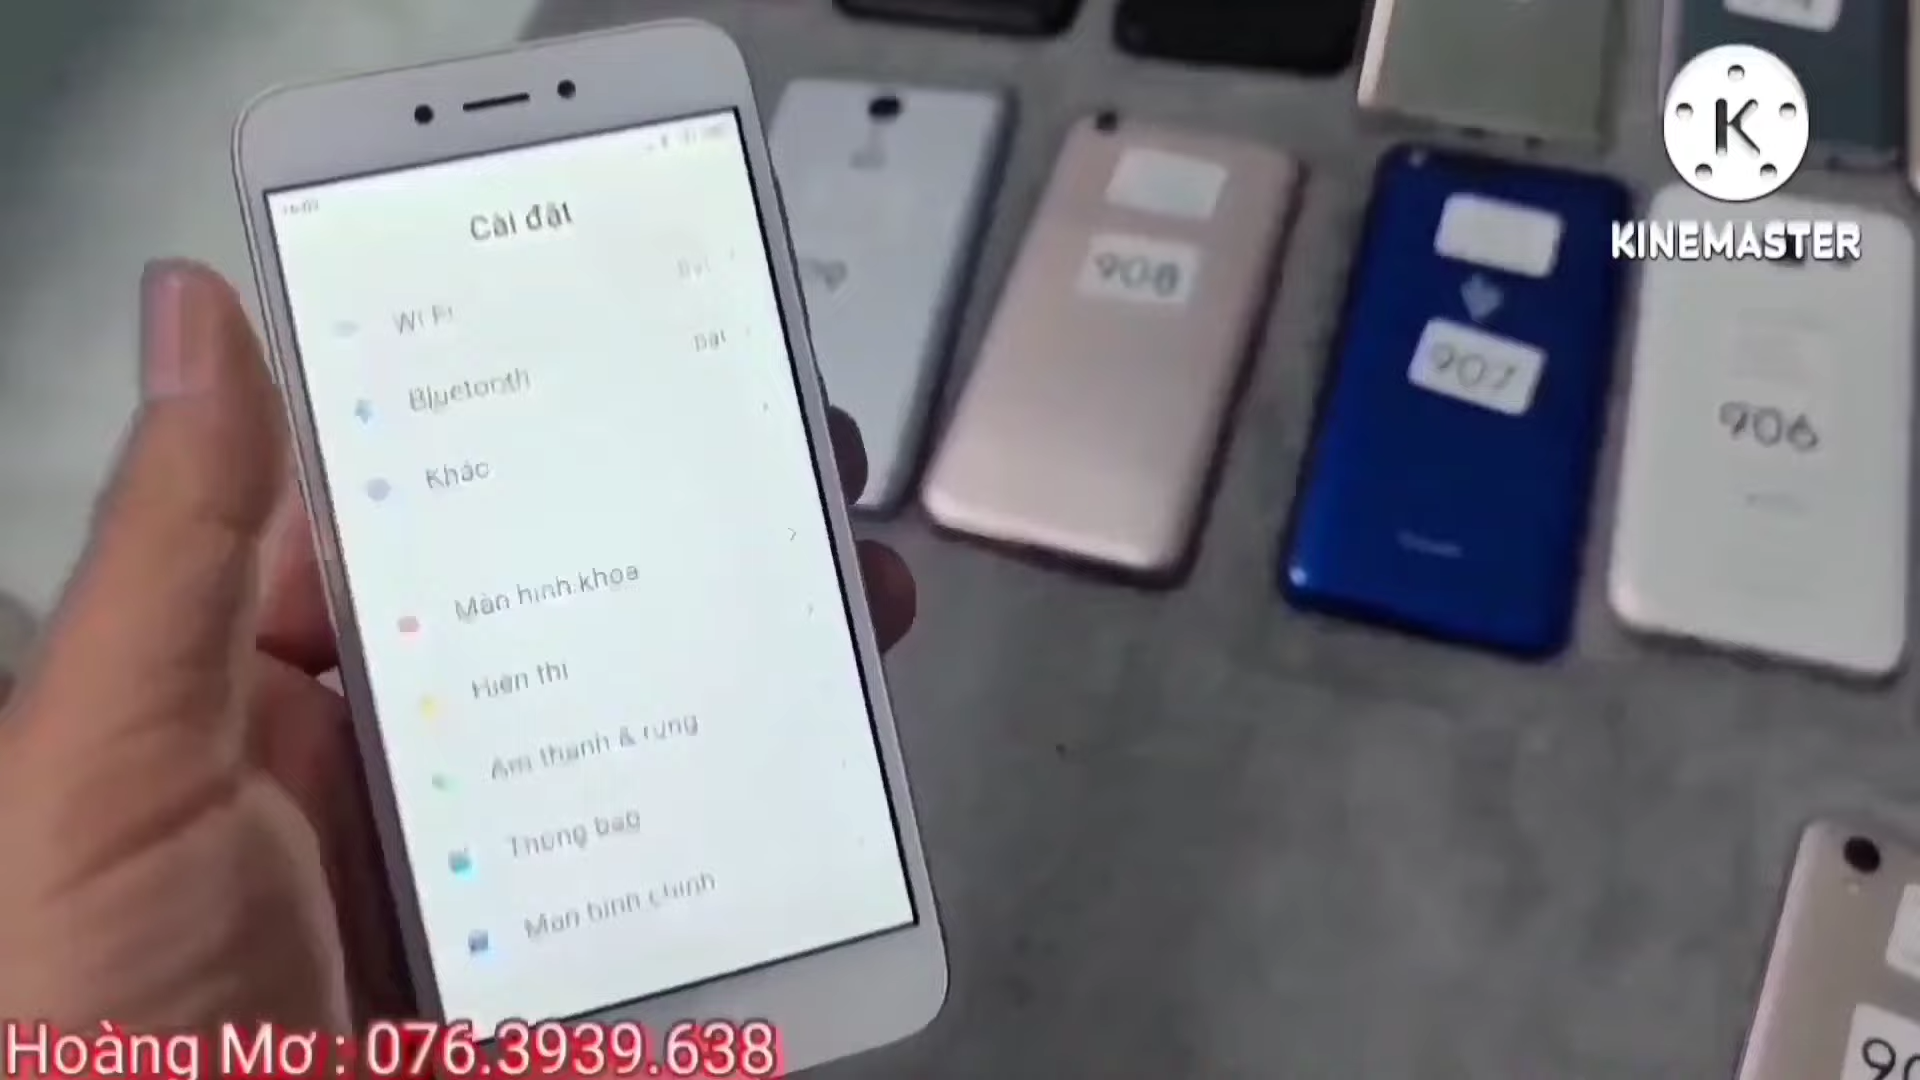 Cài đặt
Wi Fi
Bluetooth
Bật
Khác
Màn hình khóa
Hiển thị
Âm thanh & rung
Thông báo
Màn hình chính
908
907
906
K
KINEMASTER
Hoàng Mơ : 076.3939.638